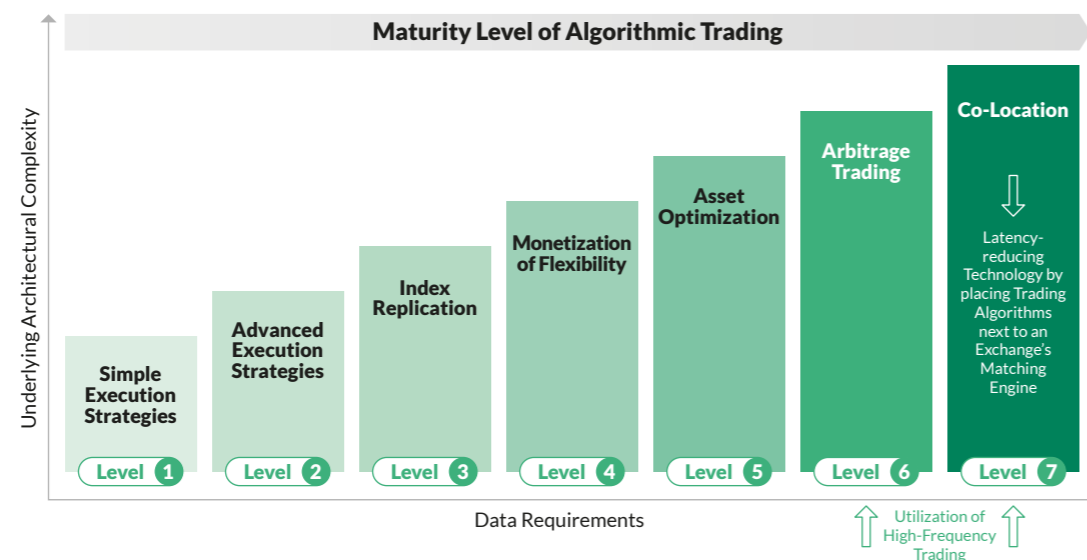 Maturity Level of Algorithmic Trading
Underlying Architectural Complexity
Simple
Execution
Strategies
Level 1
Advanced
Execution
Strategies
Level 2
Index
Replication
Level 3
Monetization
of Flexibility
Level 4
Asset
Optimization
Level 5
Arbitrage
Trading
Level 6
Co-Location
Latency-
reducing
Technology by
placing Trading
Algorithms
next to an
Exchange's
Matching
Engine
Level 7
Data Requirements
Utilization of
High-Frequency
Trading